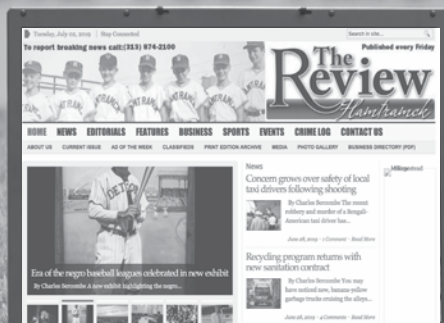 Tuesday, July 02, 2019 Stay Connected
Search in site...
To report breaking news call:(313) 874-2100
Published every Friday
The
Review
Hamtramck
HOME NEWS EDITORIALS FEATURES BUSINESS SPORTS EVENTS CRIME LOG CONTACT US
ABOUT US CURRENT ISSUE AD OF THE WEEK CLASSIFIEDS PRINT EDITION ARCHIVE MEDIA PHOTO GALLERY BUSINESS DIRECTORY (PDF)
DETROIT
Era of the negro baseball leagues celebrated in new exhibit
By Charles Sercombe A new exhibit highlighting the negro...
News
Concern grows over safety of local
taxi drivers following shooting
By Charles Sercombe The recent
robbery and murder of a Bengali-
American taxi driver has...
June 28, 2019 - 1 Comment - Read More
Recycling program returns with
new sanitation contract
By Charles Sercombe You may
have noticed new, banana-yellow
garbage trucks cruising the alleys...
June 28, 2019 - 4 Comments - Read More